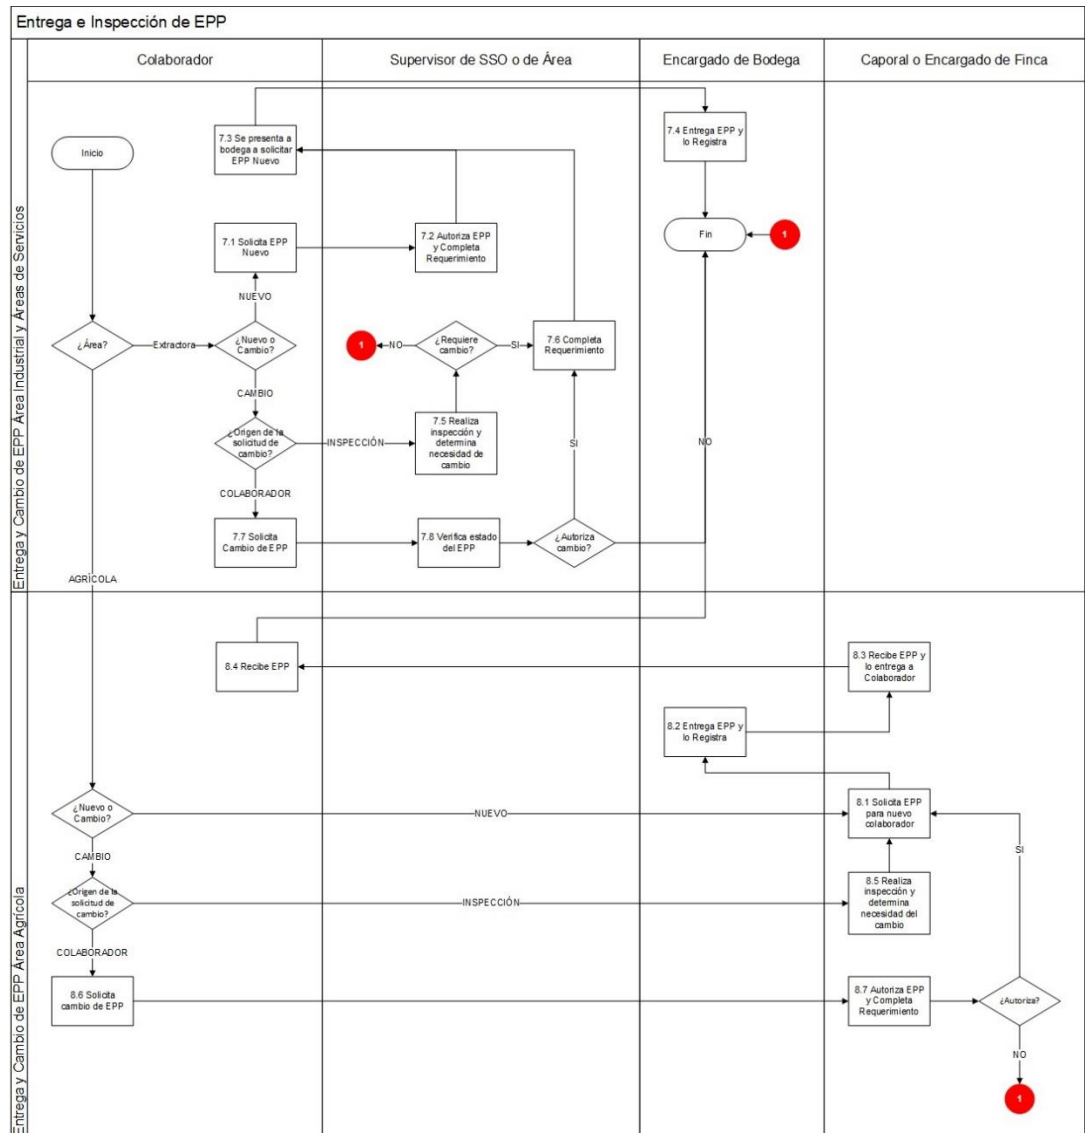 Entrega e Inspección de EPP
Colaborador
Supervisor de SSO o de Área
Encargado de Bodega
Caporal o Encargado de Finca
Entrega y Cambio de EPP Área Industrial y Áreas de Servicios
Inicio
7.3 Se presenta a
bodega a solicitar
EPP Nuevo
7.4 Entrega EPP y
lo Registra
7.1 Solicita EPP
Nuevo
7.2 Autoriza EPP
y Completa
Requerimiento
Fin
1
NUEVO
¿Área?
Extractora
¿Nuevo o
Cambio?
1
NO
¿Requiere
cambio?
SI
7.6 Completa
Requerimiento
CAMBIO
¿Origen de la
solicitud de
cambio?
INSPECCIÓN
7.5 Realiza
inspección y
determina
necesidad de
cambio
SI
NO
COLABORADOR
7.7 Solicita
Cambio de EPP
7.8 Verifica estado
del EPP
¿Autoriza
cambio?
AGRÍCOLA
Entrega y Cambio de EPP Área Agrícola
8.4 Recibe EPP
8.3 Recibe EPP y
lo entrega a
Colaborador
8.2 Entrega EPP y
lo Registra
¿Nuevo o
Cambio?
NUEVO
8.1 Solicita EPP
para nuevo
colaborador
CAMBIO
SI
¿Origen de la
solicitud de
cambio?
INSPECCIÓN
8.5 Realiza
inspección y
determina
necesidad del
cambio
COLABORADOR
8.6 Solicita
cambio de EPP
8.7 Autoriza EPP
y Completa
Requerimiento
¿Autoriza?
NO
1